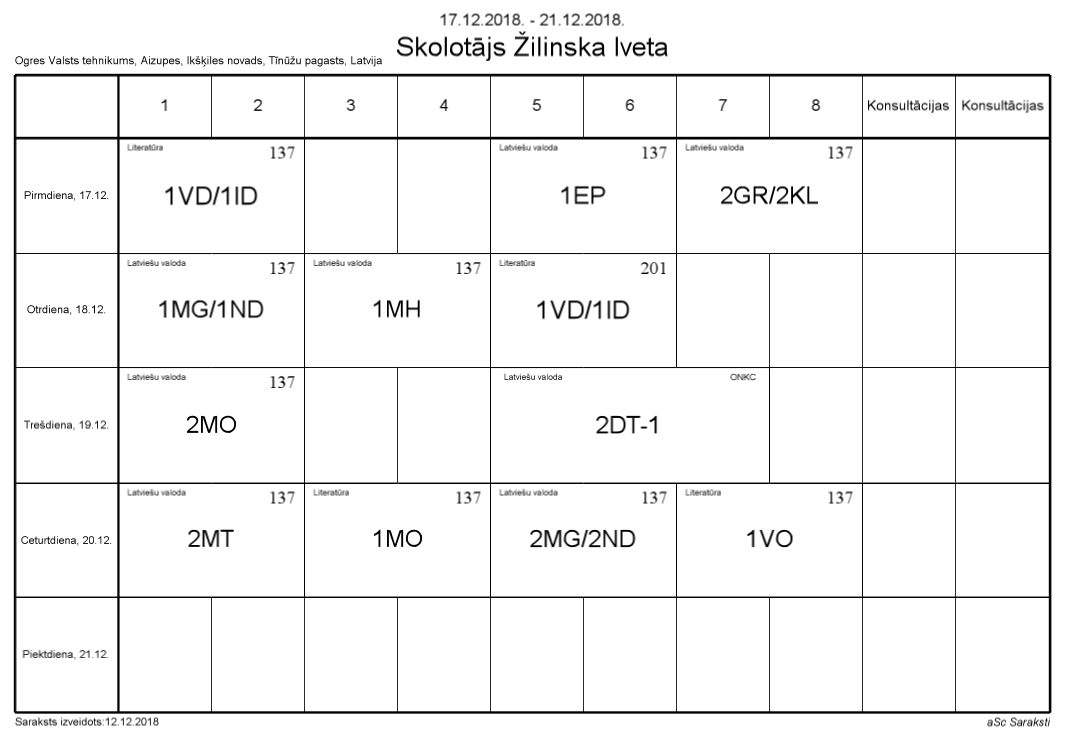 17.12.2018. - 21.12.2018.
Skolotājs Žilinska Iveta
Ogres Valsts tehnikums, Aizupes, Ikšķiles novads, Tīnūžu pagasts, Latvija
1 2 3 4 5 6 7 8 Konsultācijas Konsultācijas
Literatūra 137 Latviešu valoda 137 Latviešu valoda 137
Pirmdiena, 17.12. 1VD/1ID 1EP 2GR/2KL
Latviešu valoda 137 Latviešu valoda 137 Literatūra 201
Otrdiena, 18.12. 1MG/1ND 1MH 1VD/1ID
Latviešu valoda 137 Latviešu valoda ONKC
Trešdiena, 19.12. 2MO 2DT-1
Latviešu valoda 137 Literatūra 137 Latviešu valoda 137 Literatūra 137
Ceturtdiena, 20.12. 2MT 1MO 2MG/2ND 1VO
Piektdiena, 21.12.
Saraksts izveidots:12.12.2018 aSc Saraksti